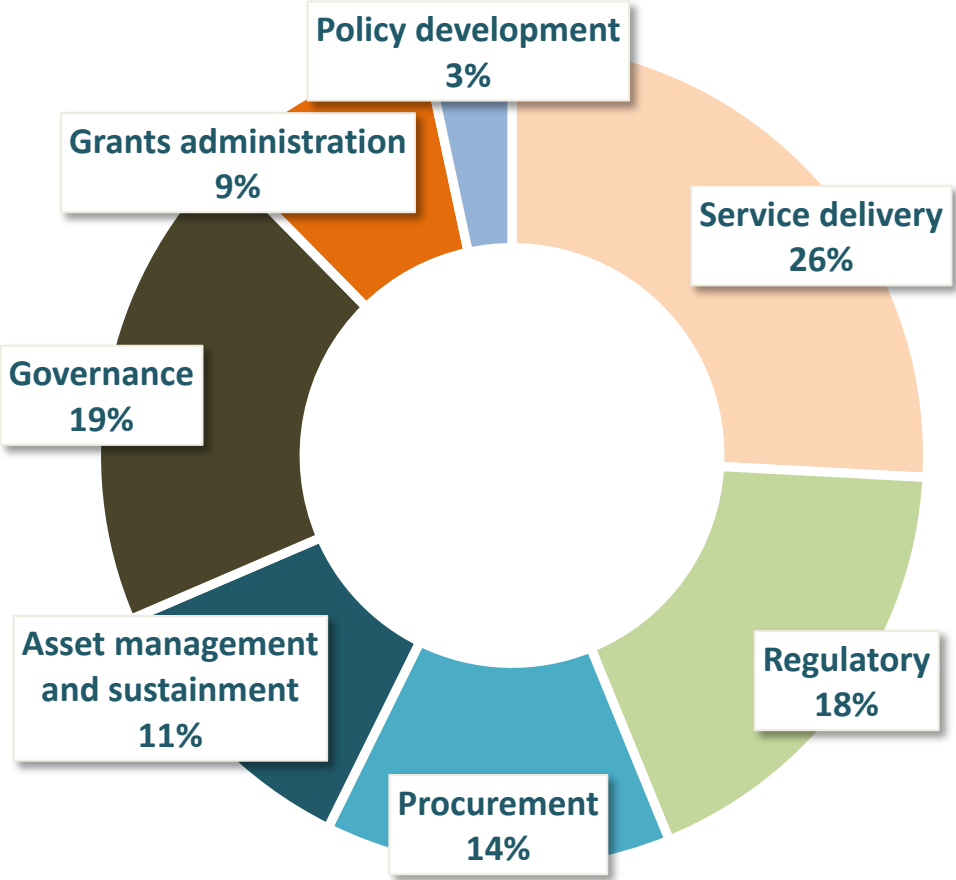 Policy development
3%
Grants administration
9%
Service delivery
26%
Governance
19%
Asset management
and sustainment
11%
Regulatory
18%
Procurement
14%